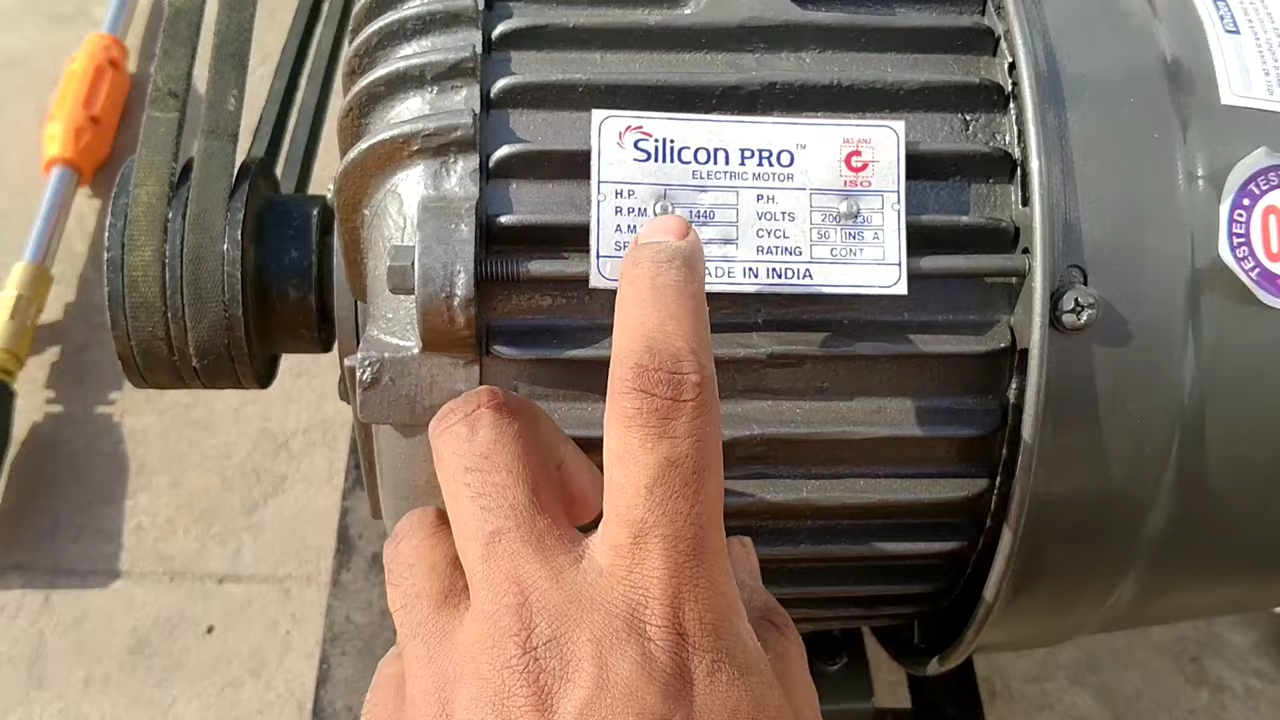 Silicon PRO™
ELECTRIC MOTOR
JAS-ANZ
ISO
H.P.
P.H.
R.P.M. 1440
VOLTS 200 230
CYCL 50 INS. A
RATING CONT
ADE IN INDIA
TESTED • TES